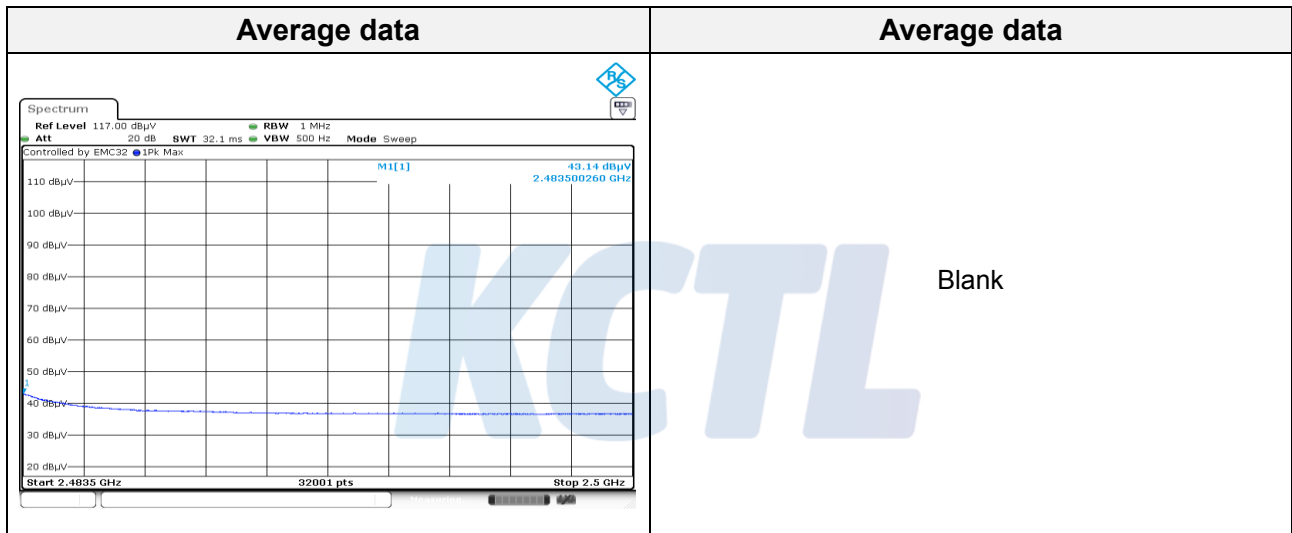 Average data
Average data
R&S
Spectrum
Ref Level 117.00 dBµV RBW 1 MHz
Att 20 dB SWT 32.1 ms VBW 500 Hz Mode Sweep
Controlled by EMC32 1Pk Max
M1[1] 43.14 dBµV
2.483500260 GHz
110 dBµV
100 dBµV
90 dBµV
80 dBµV
70 dBµV
60 dBµV
50 dBµV
1
40 dBµV
30 dBµV
20 dBµV
Start 2.4835 GHz 32001 pts Stop 2.5 GHz
Blank
KCTL